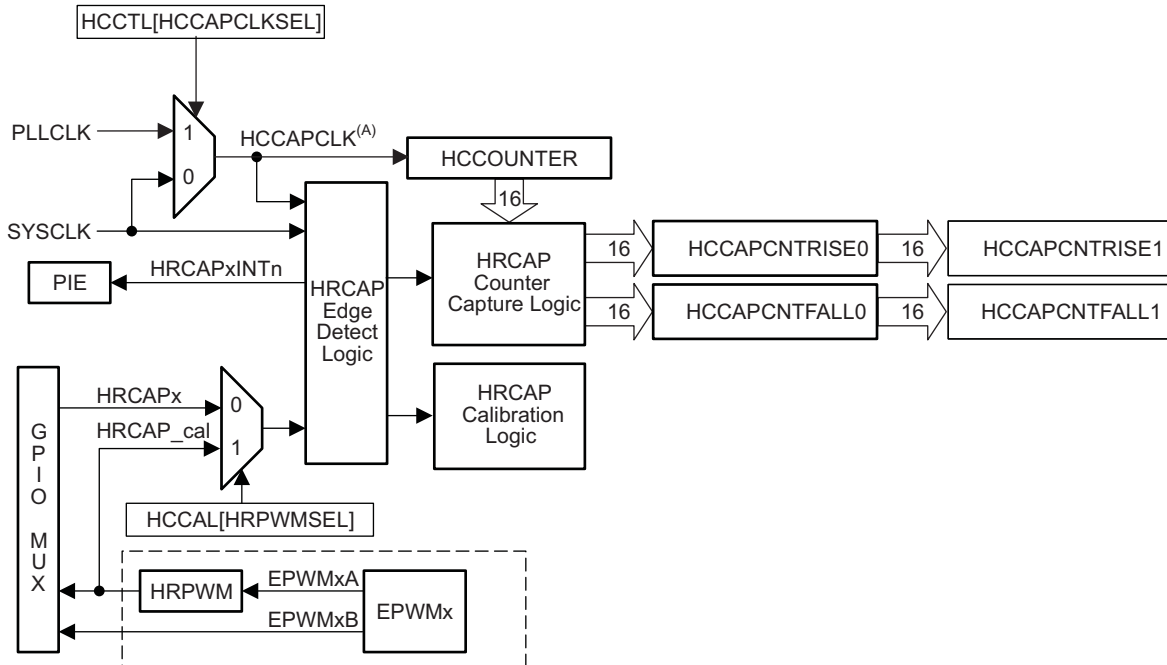 HCCTL[HCCAPCLKSEL]
PLLCLK
1
HCCAPCLK(A)
HCCOUNTER
0
16
SYSCLK
HRCAPxINTn
PIE
HRCAP
Edge
Detect
Logic
HRCAP
Counter
Capture Logic
16
HCCAPCNTRISE0
16
HCCAPCNTRISE1
16
HCCAPCNTFALL0
16
HCCAPCNTFALL1
HRCAPx
0
HRCAP_cal
1
HRCAP
Calibration
Logic
GPIO MUX
HCCAL[HRPWMSEL]
HRPWM
EPWMxA
EPWMxB
EPWMx